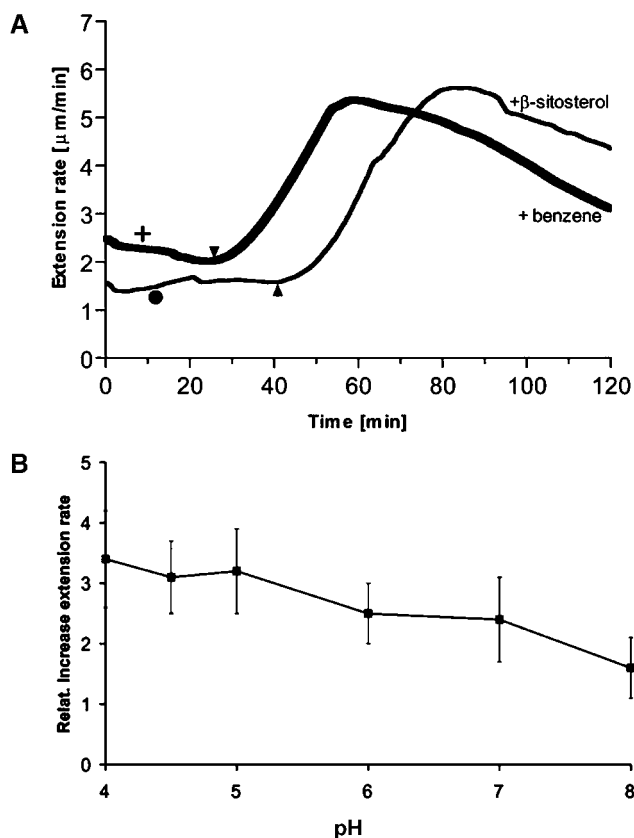 A
Extension rate [μm/min]
7
6
5
4
3
2
1
0
+
+β-sitosterol
+ benzene
0 20 40 60 80 100 120
Time [min]
B
Relat. Increase extension rate
5
4
3
2
1
0
4 5 6 7 8
pH